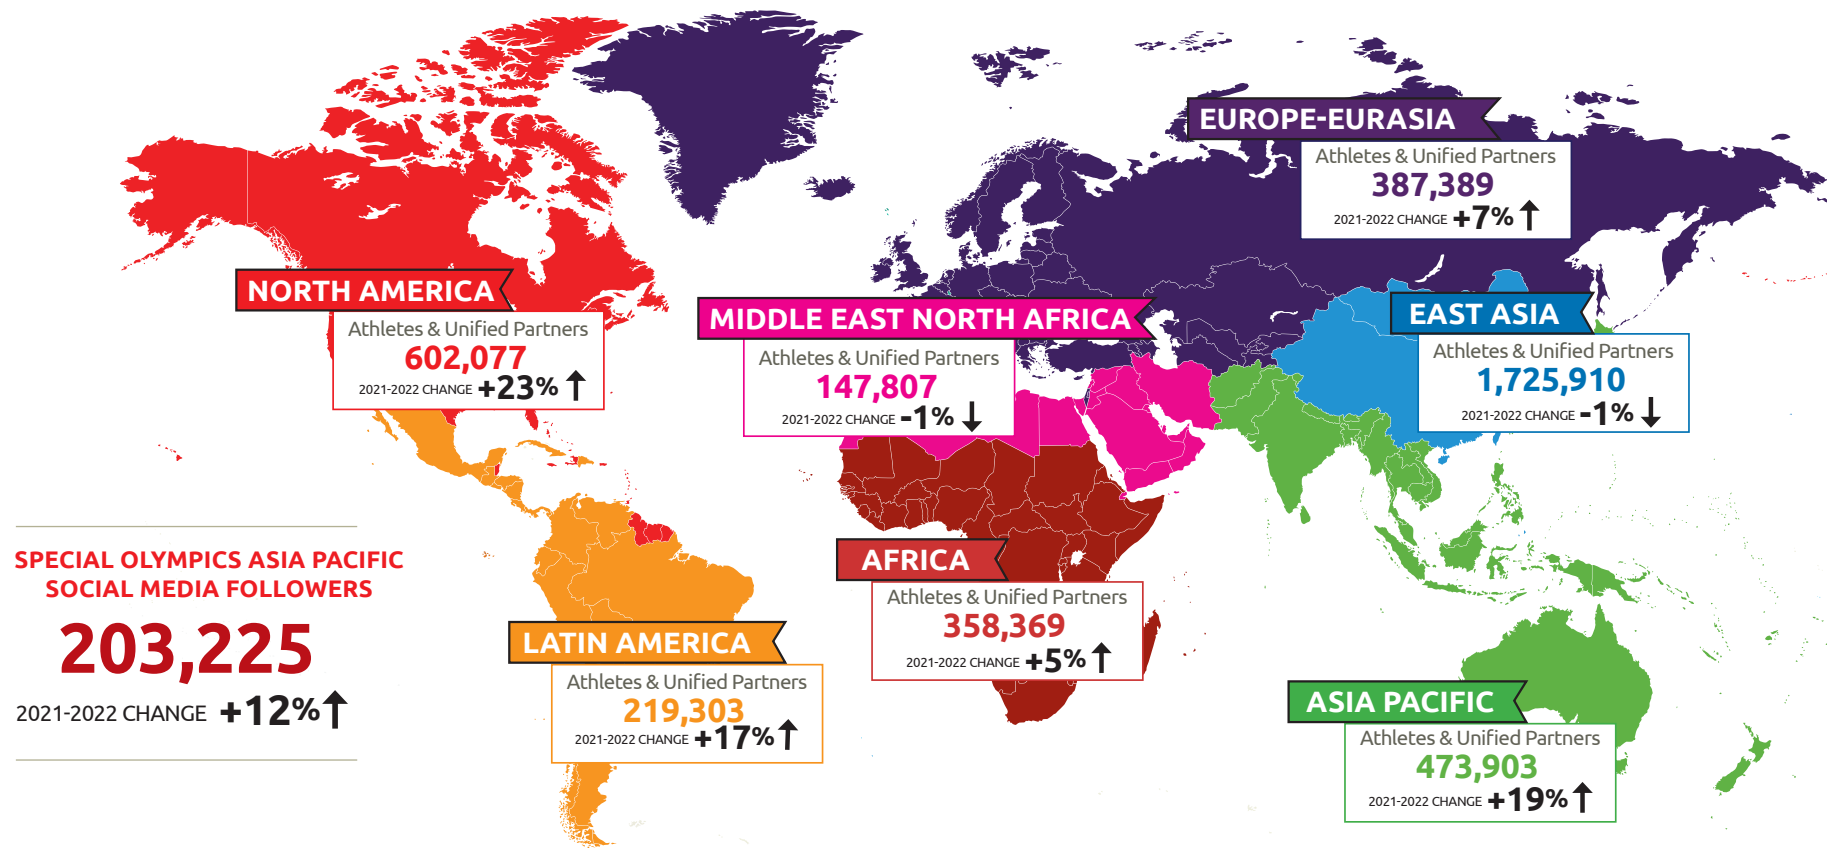 EUROPE-EURASIA
Athletes & Unified Partners
387,389
2021-2022 CHANGE +7%
NORTH AMERICA
Athletes & Unified Partners
602,077
2021-2022 CHANGE +23%
MIDDLE EAST NORTH AFRICA
Athletes & Unified Partners
147,807
2021-2022 CHANGE -1%
EAST ASIA
Athletes & Unified Partners
1,725,910
2021-2022 CHANGE -1%
SPECIAL OLYMPICS ASIA PACIFIC
SOCIAL MEDIA FOLLOWERS
203,225
2021-2022 CHANGE +12%
LATIN AMERICA
Athletes & Unified Partners
219,303
2021-2022 CHANGE +17%
AFRICA
Athletes & Unified Partners
358,369
2021-2022 CHANGE +5%
ASIA PACIFIC
Athletes & Unified Partners
473,903
2021-2022 CHANGE +19%